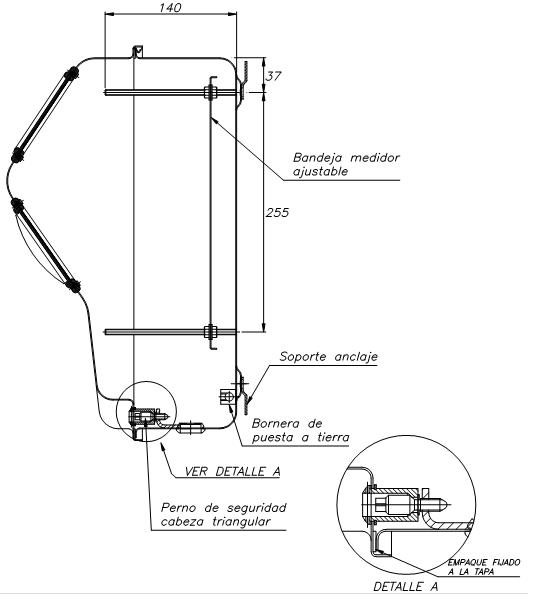 140
37
Bandeja medidor
ajustable
255
Soporte anclaje
Bornera de
puesta a tierra
VER DETALLE A
Perno de seguridad
cabeza triangular
EMPAQUE FIJADO
A LA TAPA
DETALLE A